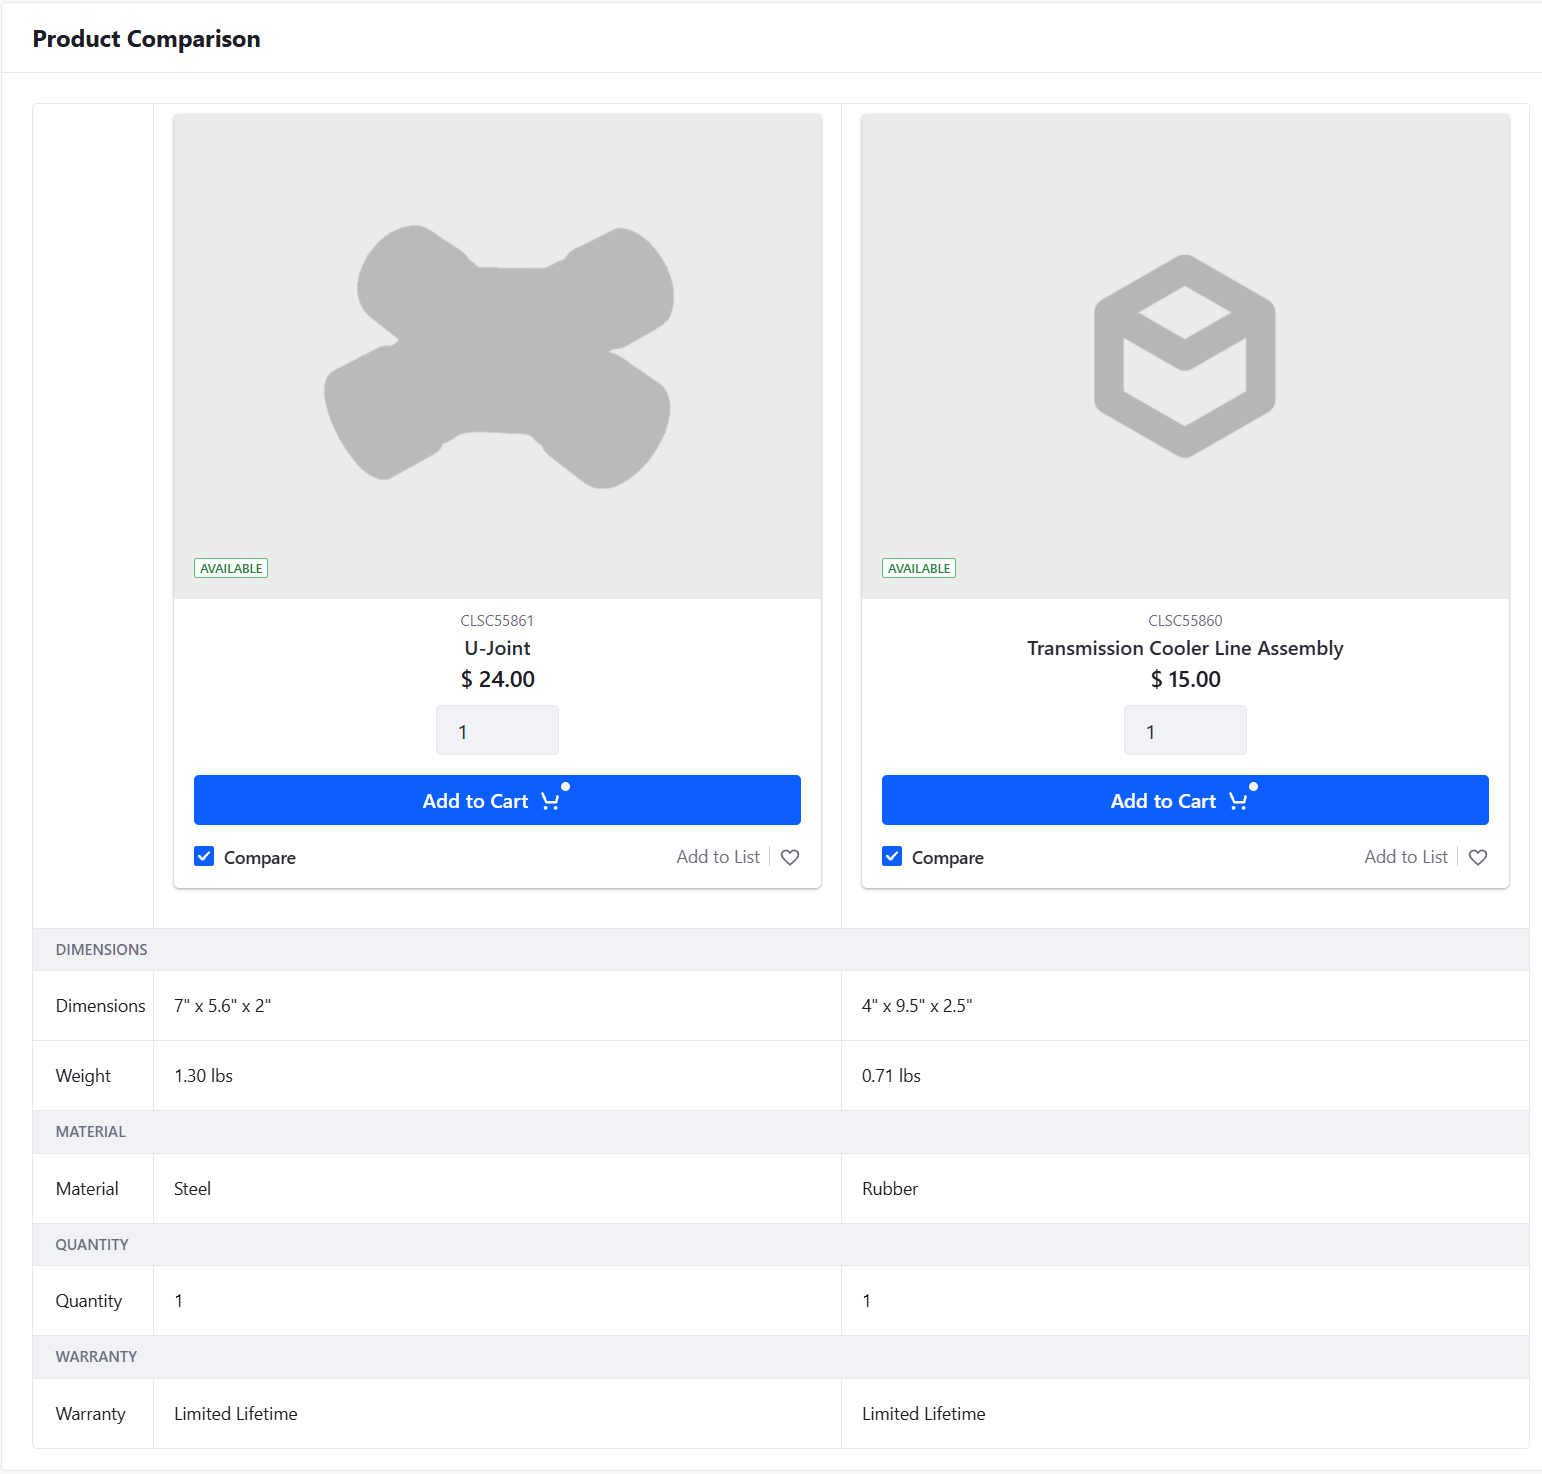 Product Comparison
AVAILABLE
CLSC55861
U-Joint
$ 24.00
1
Add to Cart
Compare
Add to List
AVAILABLE
CLSC55860
Transmission Cooler Line Assembly
$ 15.00
1
Add to Cart
Compare
Add to List
DIMENSIONS
Dimensions 7" x 5.6" x 2" 4" x 9.5" x 2.5"
Weight 1.30 lbs 0.71 lbs
MATERIAL
Material Steel Rubber
QUANTITY
Quantity 1 1
WARRANTY
Warranty Limited Lifetime Limited Lifetime